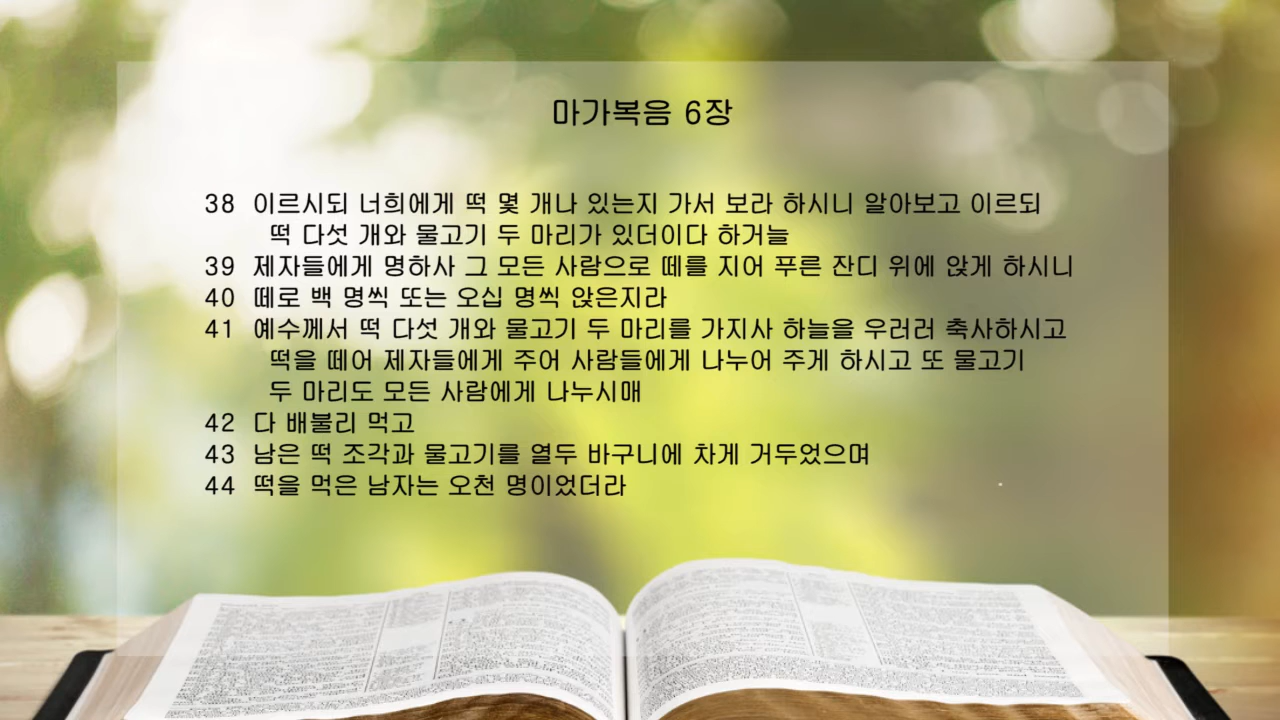 마가복음 6장
38 이르시되 너희에게 떡 몇 개나 있는지 가서 보라 하시니 알아보고 이르되
떡 다섯 개와 물고기 두 마리가 있더이다 하거늘
39 제자들에게 명하사 그 모든 사람으로 떼를 지어 푸른 잔디 위에 앉게 하시니
40 떼로 백 명씩 또는 오십 명씩 앉은지라
41 예수께서 떡 다섯 개와 물고기 두 마리를 가지사 하늘을 우러러 축사하시고
떡을 떼어 제자들에게 주어 사람들에게 나누어 주게 하시고 또 물고기
두 마리도 모든 사람에게 나누시매
42 다 배불리 먹고
43 남은 떡 조각과 물고기를 열두 바구니에 차게 거두었으며
44 떡을 먹은 남자는 오천 명이었더라